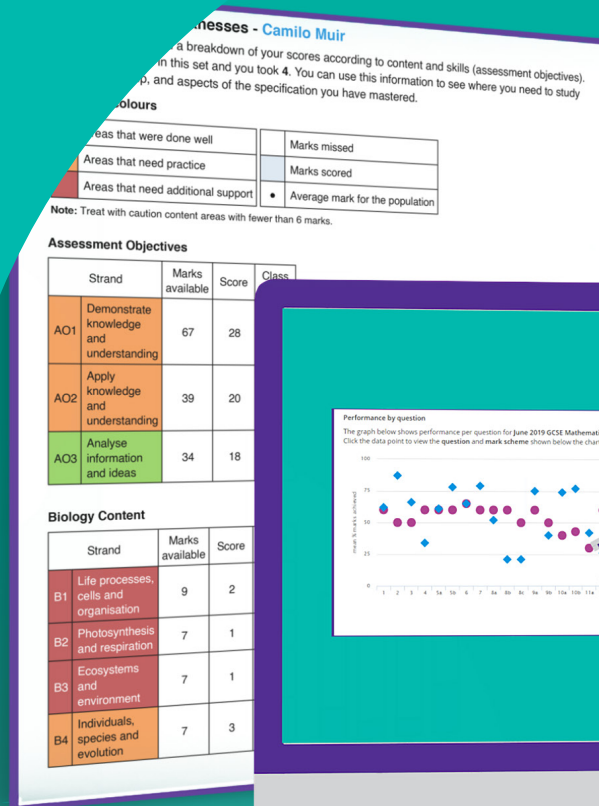 nesses - Camilo Muir
a breakdown of your scores according to content and skills (assessment objectives).
in this set and you took 4. You can use this information to see where you need to study
p, and aspects of the specification you have mastered.
olours
eas that were done well
Marks missed
Areas that need practice
Marks scored
Areas that need additional support
Average mark for the population
Note: Treat with caution content areas with fewer than 6 marks.
Assessment Objectives
Strand
Marks
available
Score
Class
AO1
Demonstrate
knowledge
and
understanding
67
28
AO2
Apply
knowledge
and
understanding
39
20
AO3
Analyse
information
and ideas
34
18
Biology Content
Strand
Marks
available
Score
B1
Life processes,
cells and
organisation
9
2
B2
Photosynthesis
and respiration
7
1
B3
Ecosystems
and
environment
7
1
B4
Individuals,
species and
evolution
7
3
Performance by question
The graph below shows performance per question for June 2019 GCSE Mathemati
Click the data point to view the question and mark scheme shown below the char
mean % marks achieved
100
75
50
25
0
1 2 3 4 5a 5b 6 7 8a 8b 8c 9a 9b 10a 10b 11a